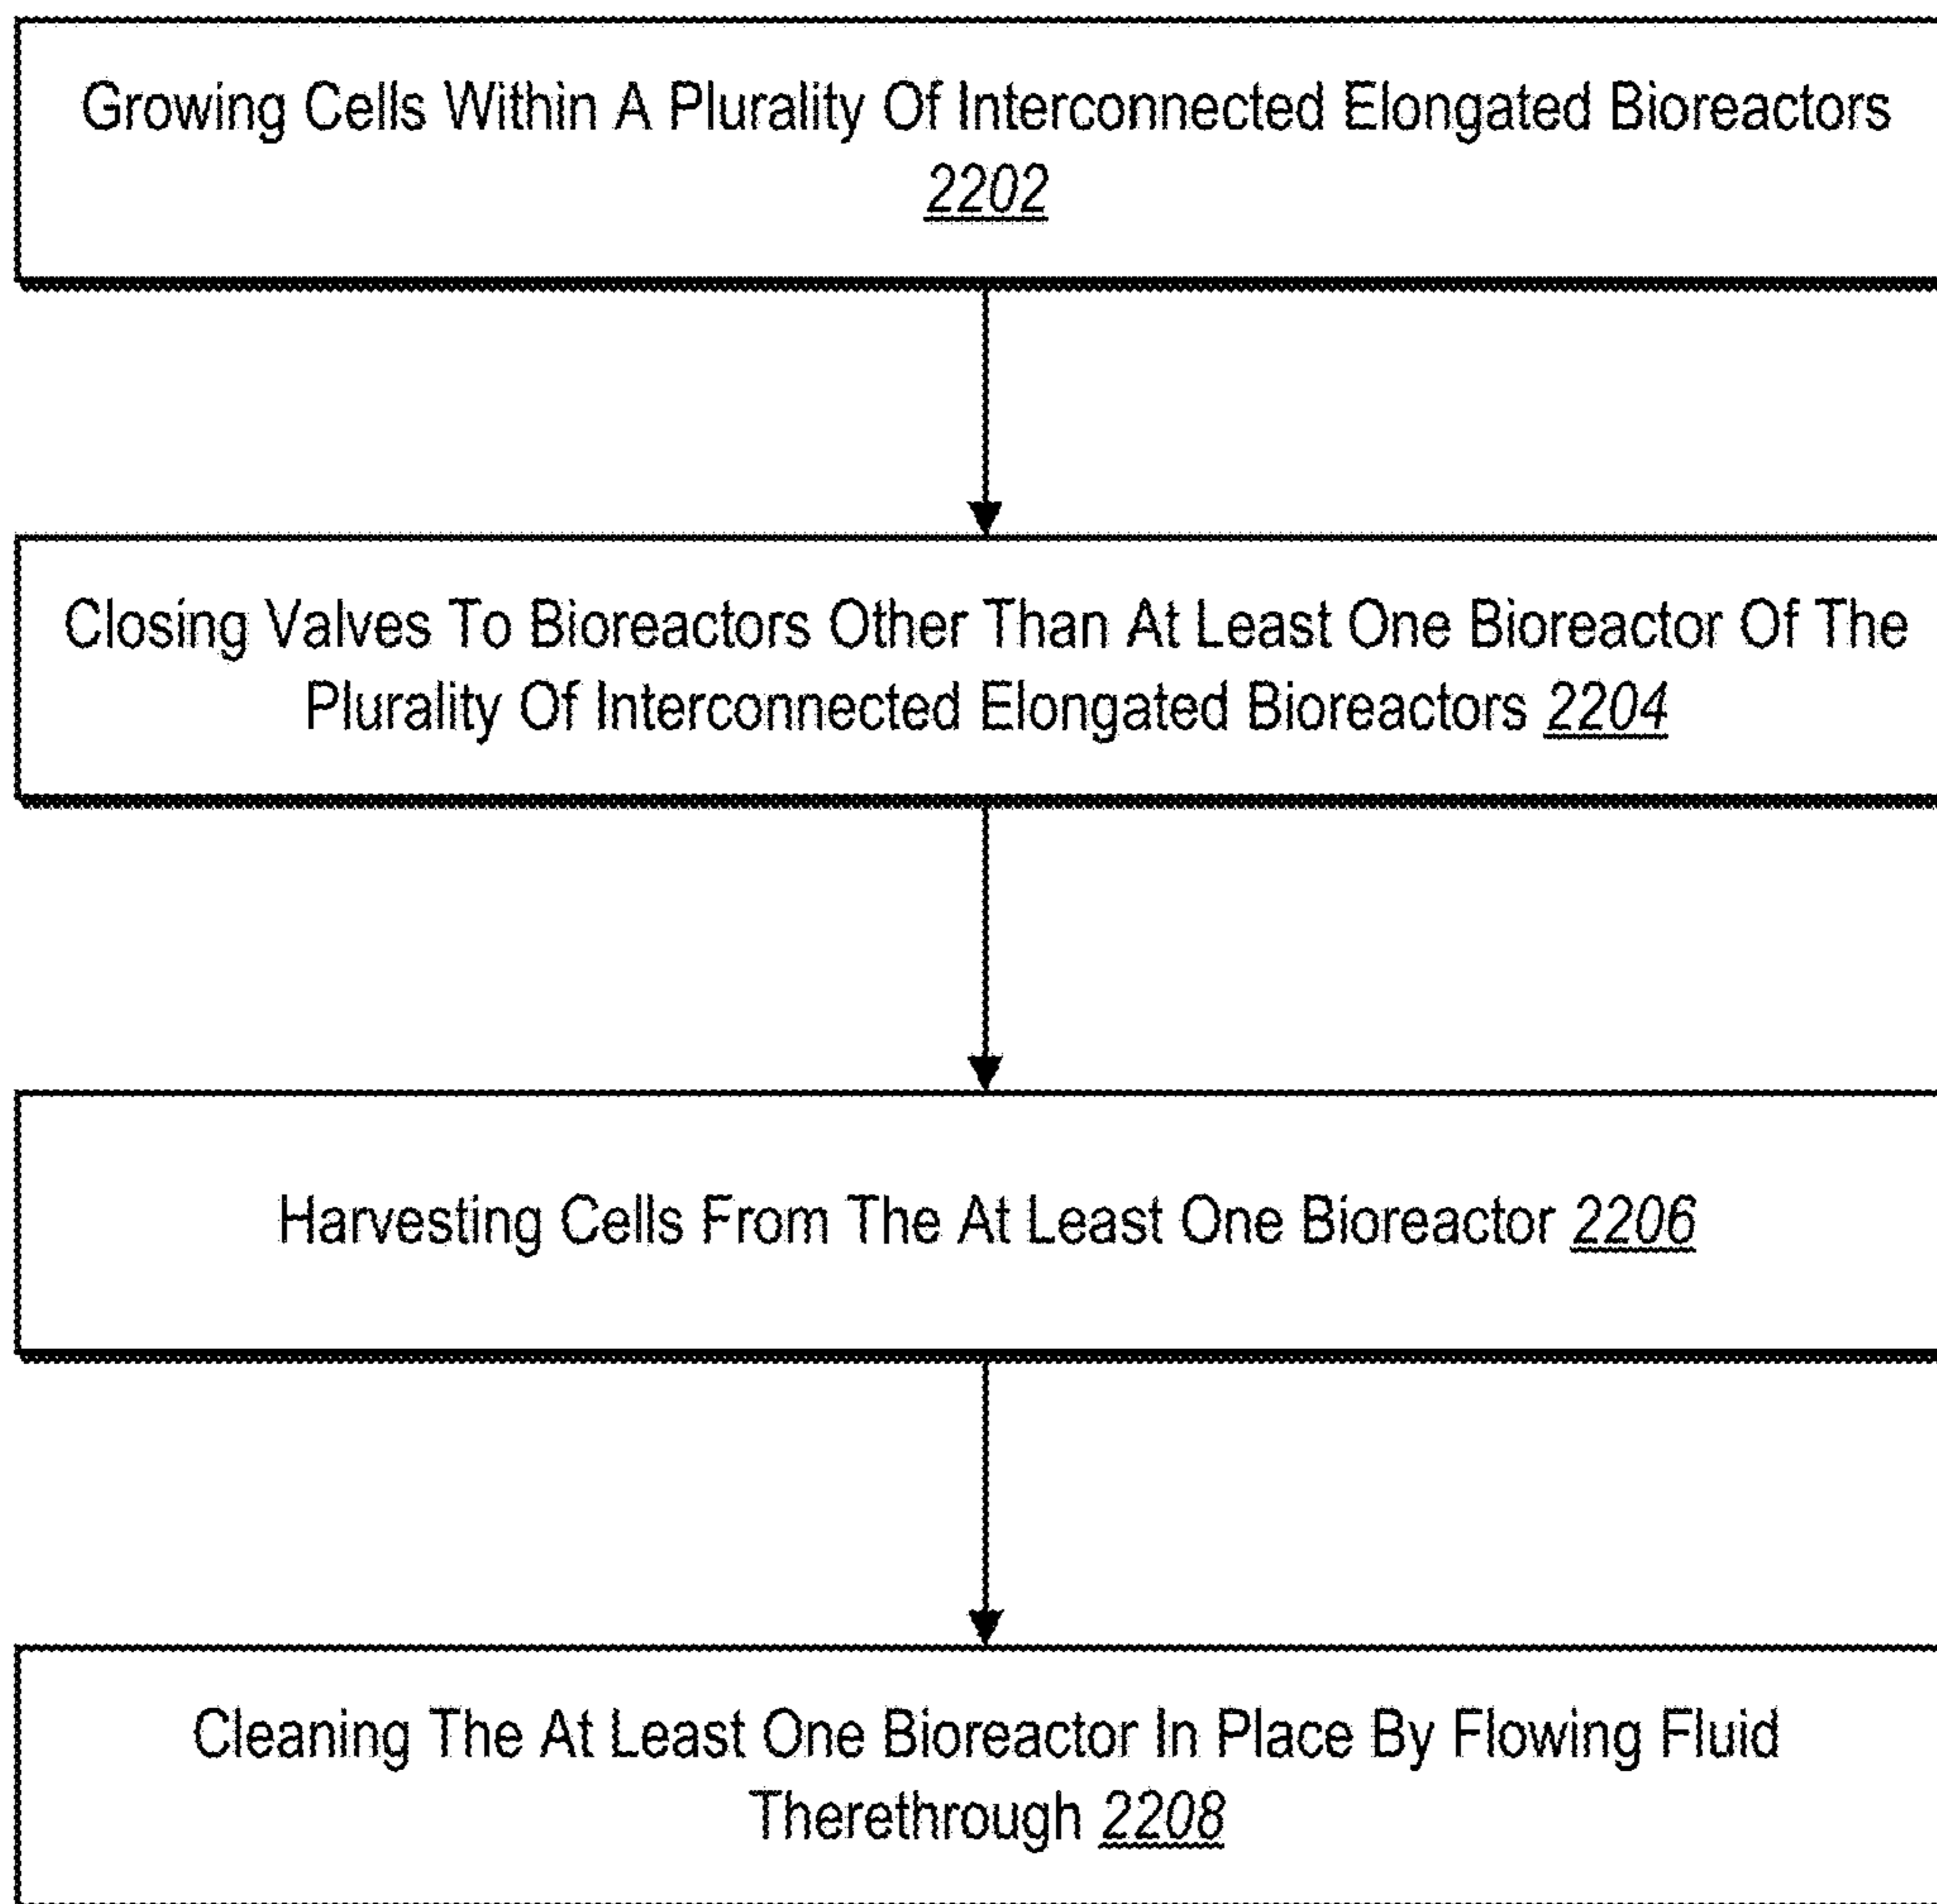 Growing Cells Within A Plurality Of Interconnected Elongated Bioreactors
2202
Closing Valves To Bioreactors Other Than At Least One Bioreactor Of The
Plurality Of Interconnected Elongated Bioreactors 2204
Harvesting Cells From The At Least One Bioreactor 2206
Cleaning The At Least One Bioreactor In Place By Flowing Fluid
Therethrough 2208